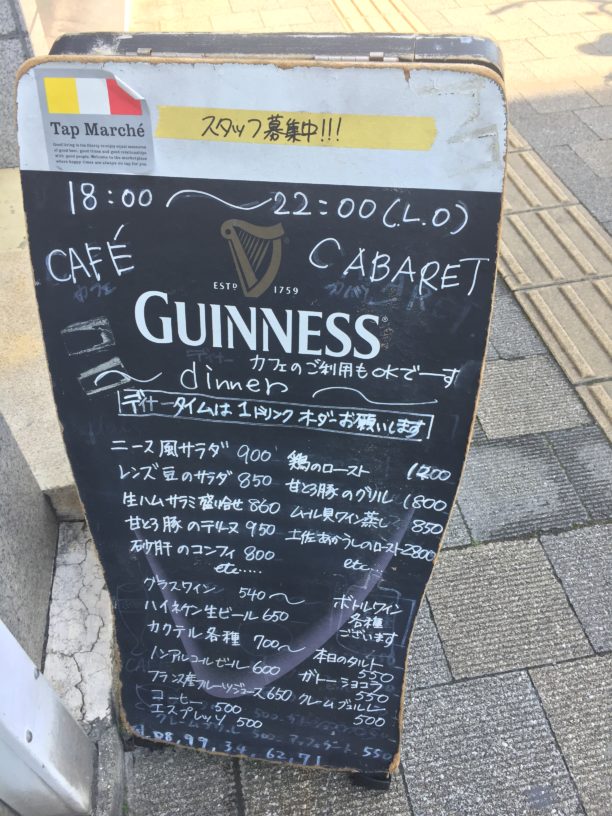 Tap Marché
スタッフ募集中!!!
18:00 〜 22:00 (L.O)
CAFÉ CABARET
カフェ
ESTD 1759
GUINNESS
カフェのご利用もOKでーす
〜 dinner 〜
ディナータイムは1ドリンクオーダーお願いします
ニース風サラダ 900
レンズ豆のサラダ 850
生ハムサラミ盛り合せ 860
甘とろ豚のテリーヌ 950
砂肝のコンフィ 800
etc.....
鶏のロースト 1200
甘とろ豚のグリル 1800
ムール貝ワイン蒸し 850
土佐あかうしのロースト 2800
etc...
グラスワイン 540〜
ハイネケン生ビール 650
カクテル各種 700〜
ノンアルコールビール 600
フランス産フルーツジュース 650
コーヒー 500
エスプレッソ 500
ボトルワイン
各種
ございます
本日のタルト
550
ガトーショコラ
550
クレームブリュレ
500